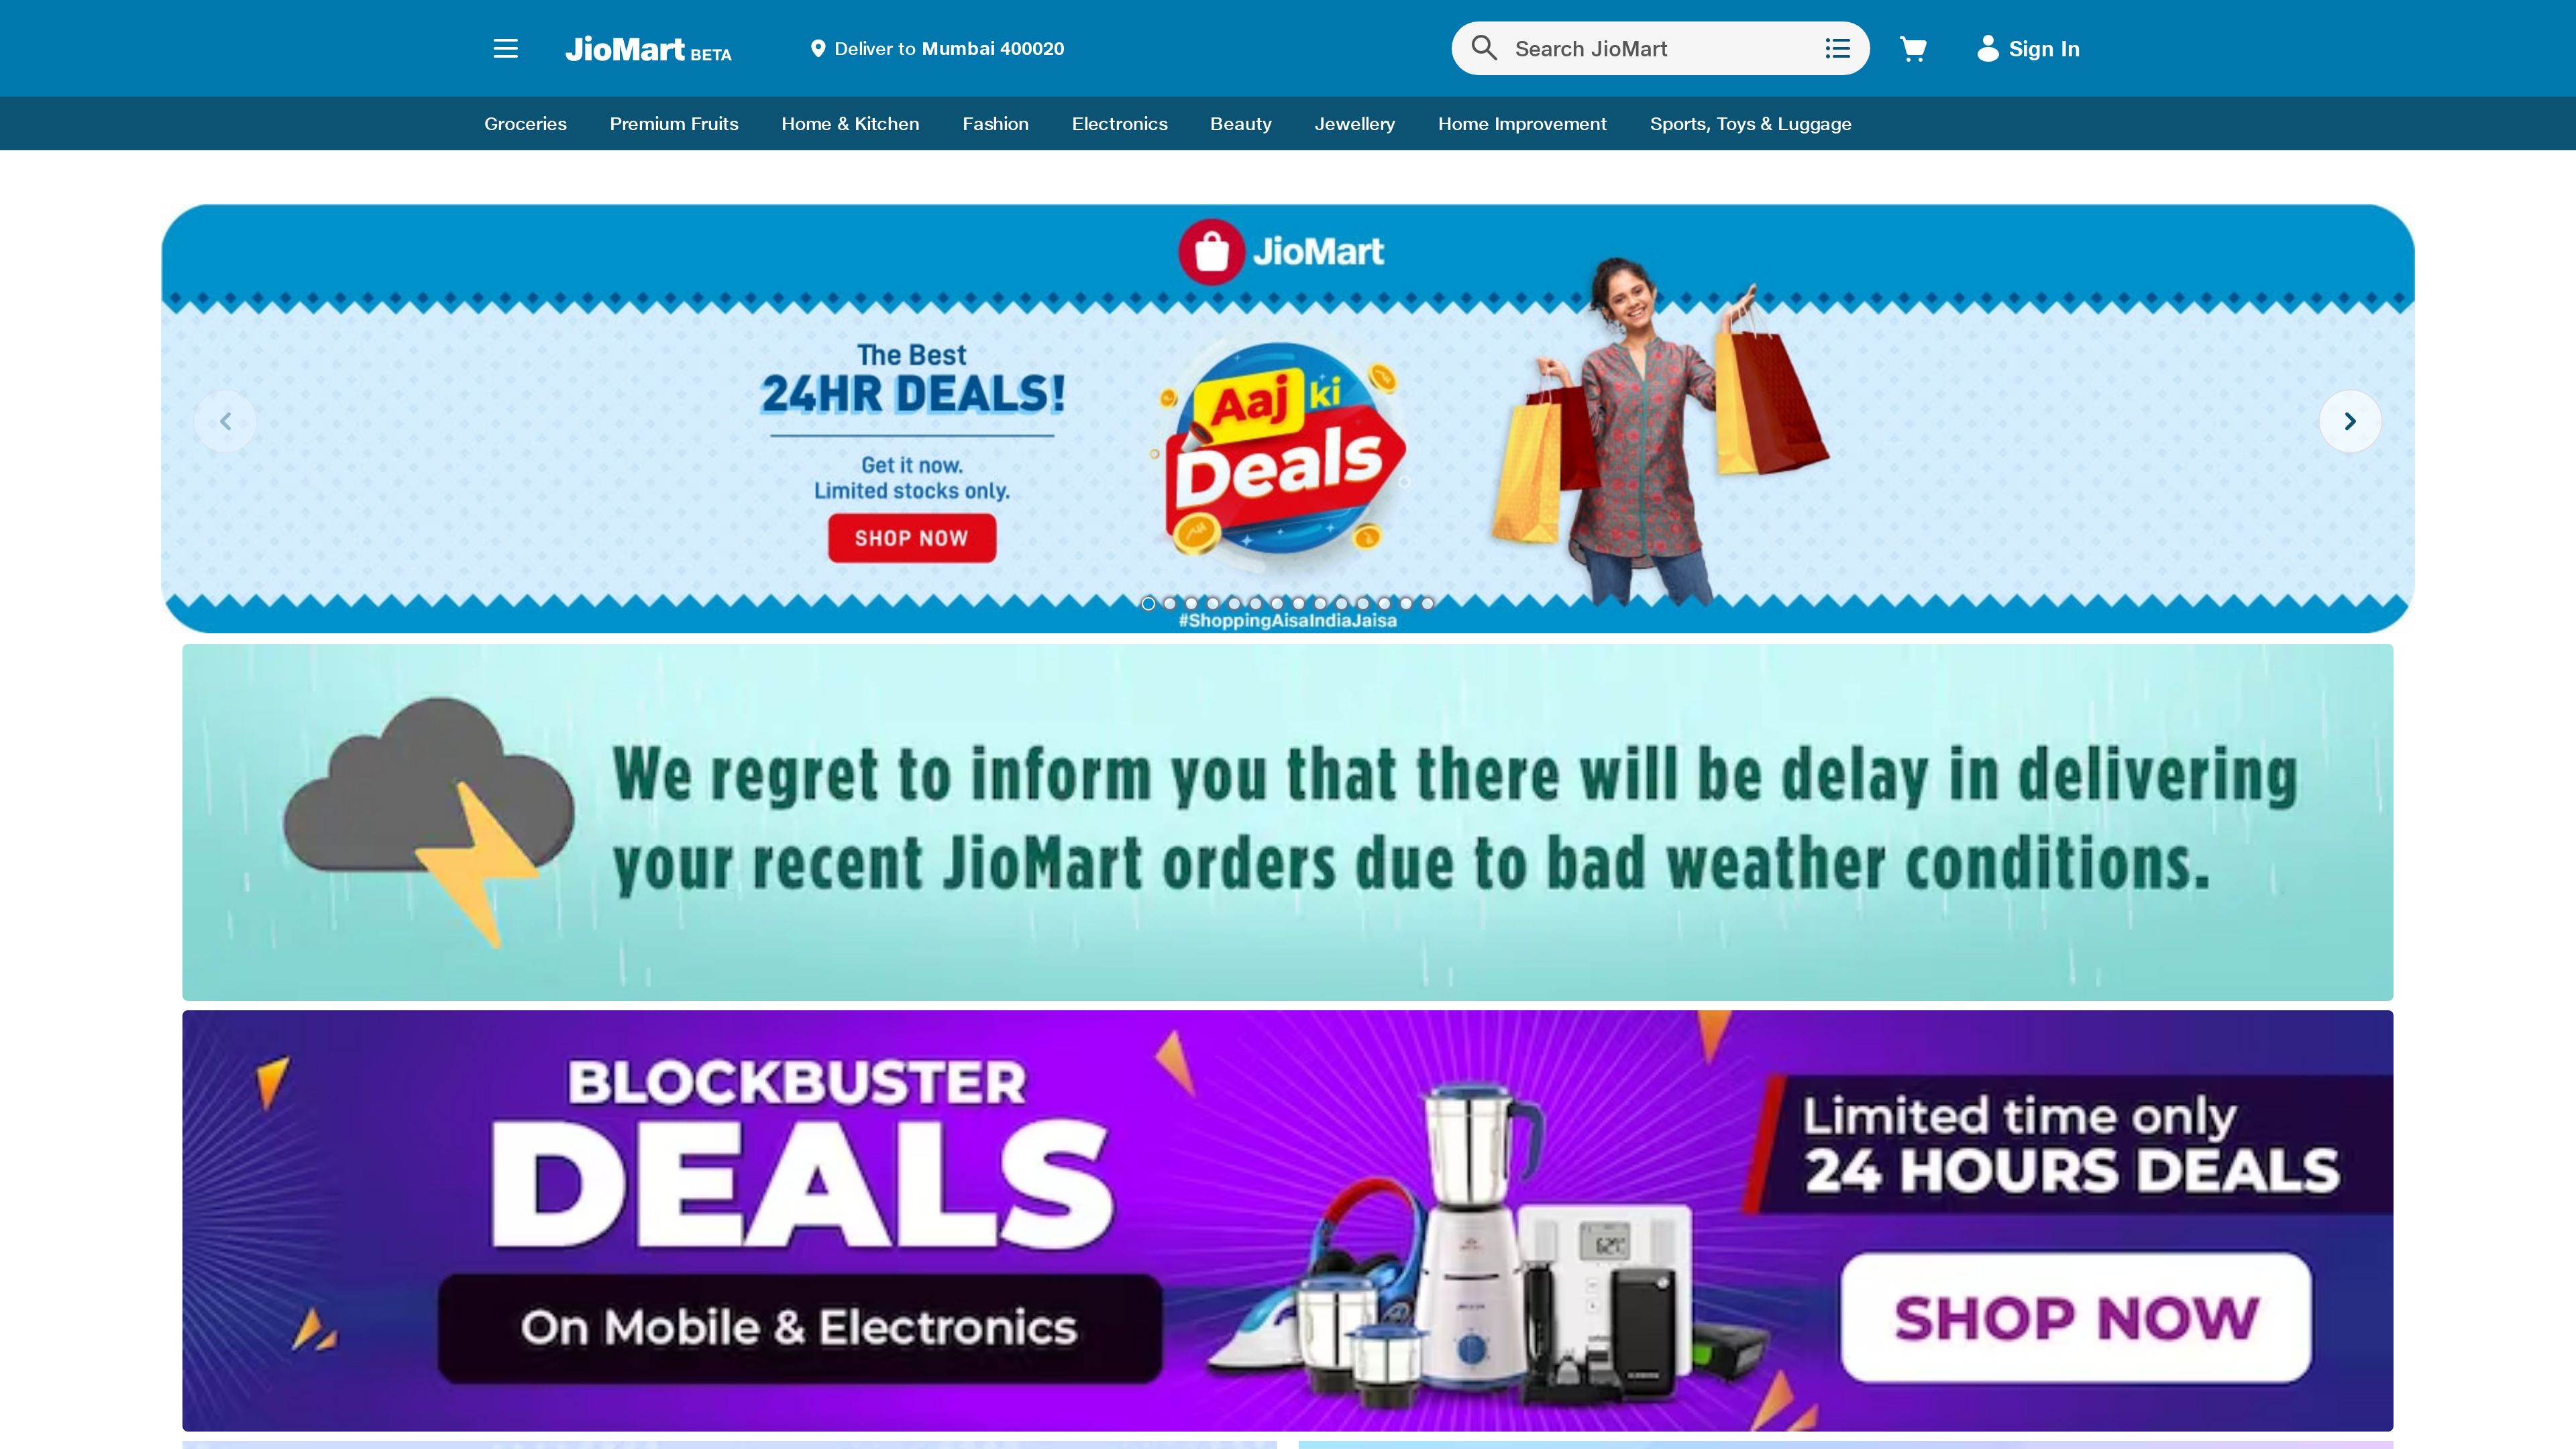 JioMart BETA
Deliver to Mumbai 400020
Search JioMart
Sign In
Groceries
Premium Fruits
Home & Kitchen
Fashion
Electronics
Beauty
Jewellery
Home Improvement
Sports, Toys & Luggage
JioMart
The Best
24HR DEALS!
Get it now.
Limited stocks only.
SHOP NOW
Aaj ki
Deals
#ShoppingAisaIndiaJaisa
We regret to inform you that there will be delay in delivering
your recent JioMart orders due to bad weather conditions.
BLOCKBUSTER
DEALS
On Mobile & Electronics
Limited time only
24 HOURS DEALS
SHOP NOW